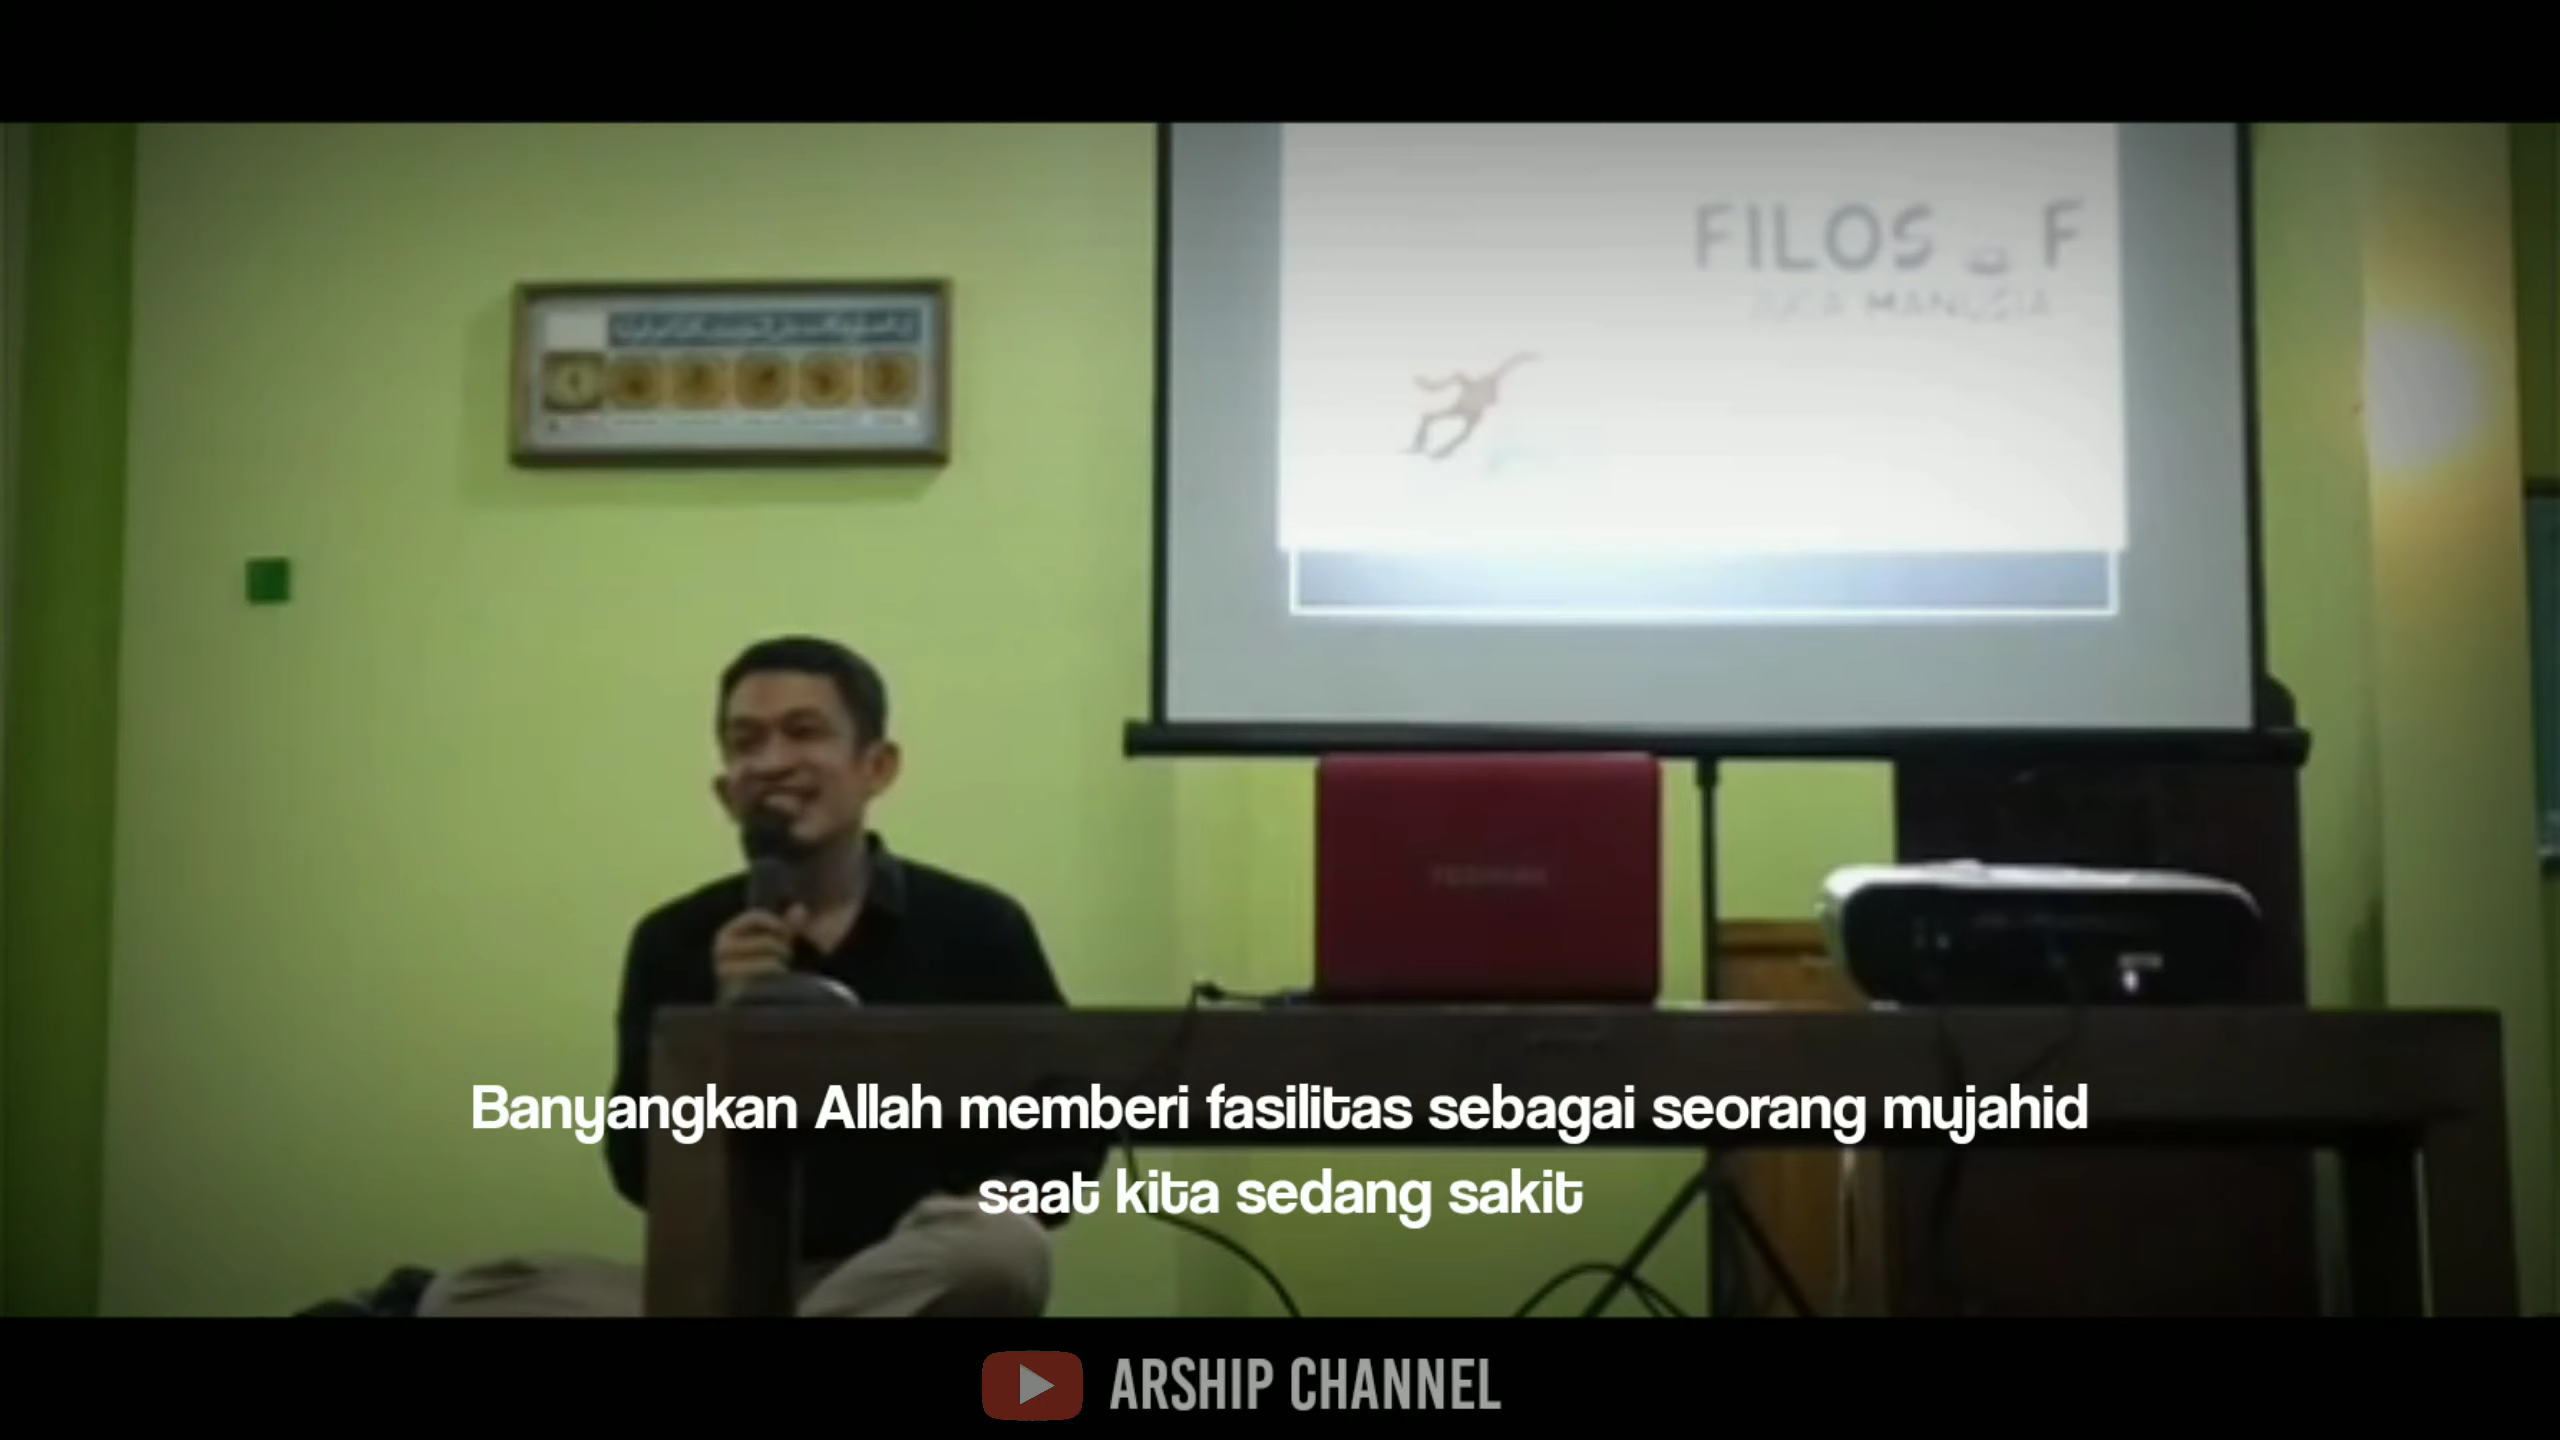 FILOS F
Banyangkan Allah memberi fasilitas sebagai seorang mujahid
saat kita sedang sakit
ARSHIP CHANNEL